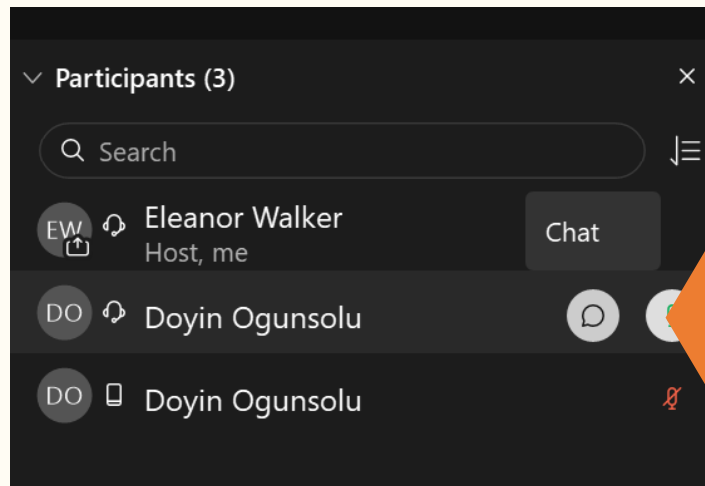 Participants (3)
Search
EW Eleanor Walker
Host, me
Chat
DO Doyin Ogunsolu
DO Doyin Ogunsolu